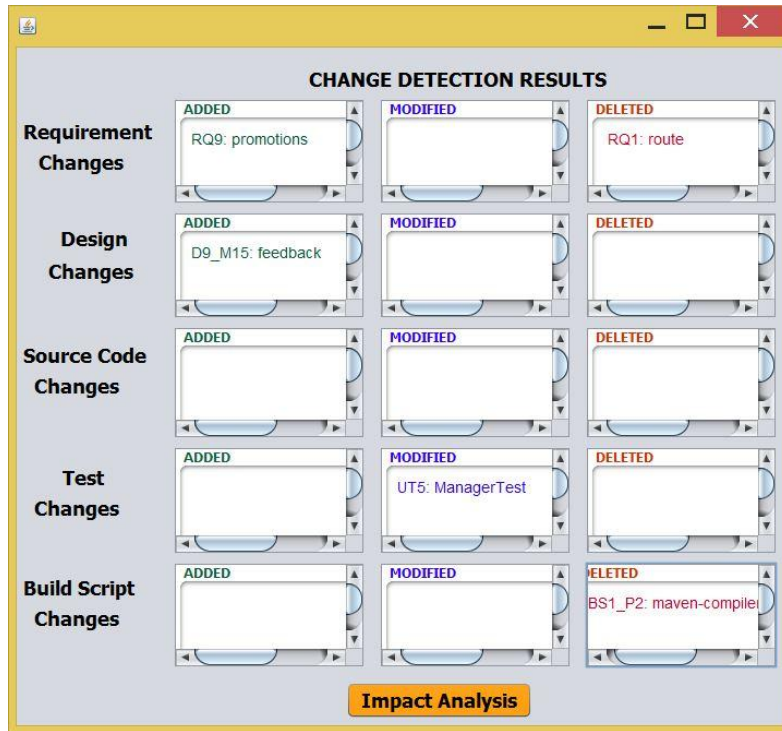 CHANGE DETECTION RESULTS
Requirement
Changes
ADDED
RQ9: promotions
MODIFIED
DELETED
RQ1: route
Design
Changes
ADDED
D9_M15: feedback
MODIFIED
DELETED
Source Code
Changes
ADDED
MODIFIED
DELETED
Test
Changes
ADDED
MODIFIED
UT5: ManagerTest
DELETED
Build Script
Changes
ADDED
MODIFIED
ELETED
BS1_P2: maven-compiler
Impact Analysis